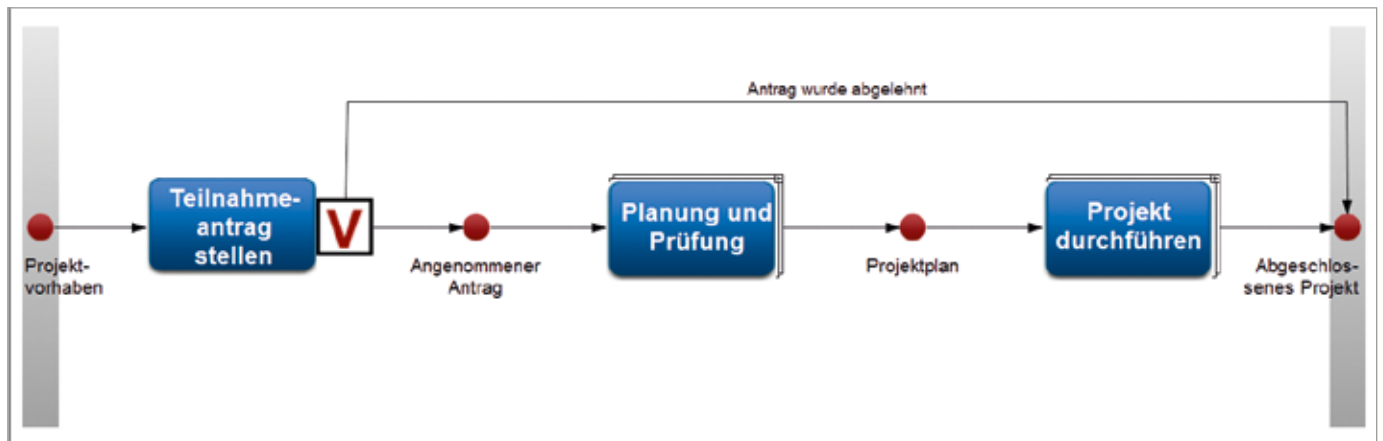 Antrag wurde abgelehnt
Teilnahme-
antrag
stellen
V
Planung und
Prüfung
Projekt
durchführen
Projekt-
vorhaben
Angenommener
Antrag
Projektplan
Abgeschlos-
senes Projekt